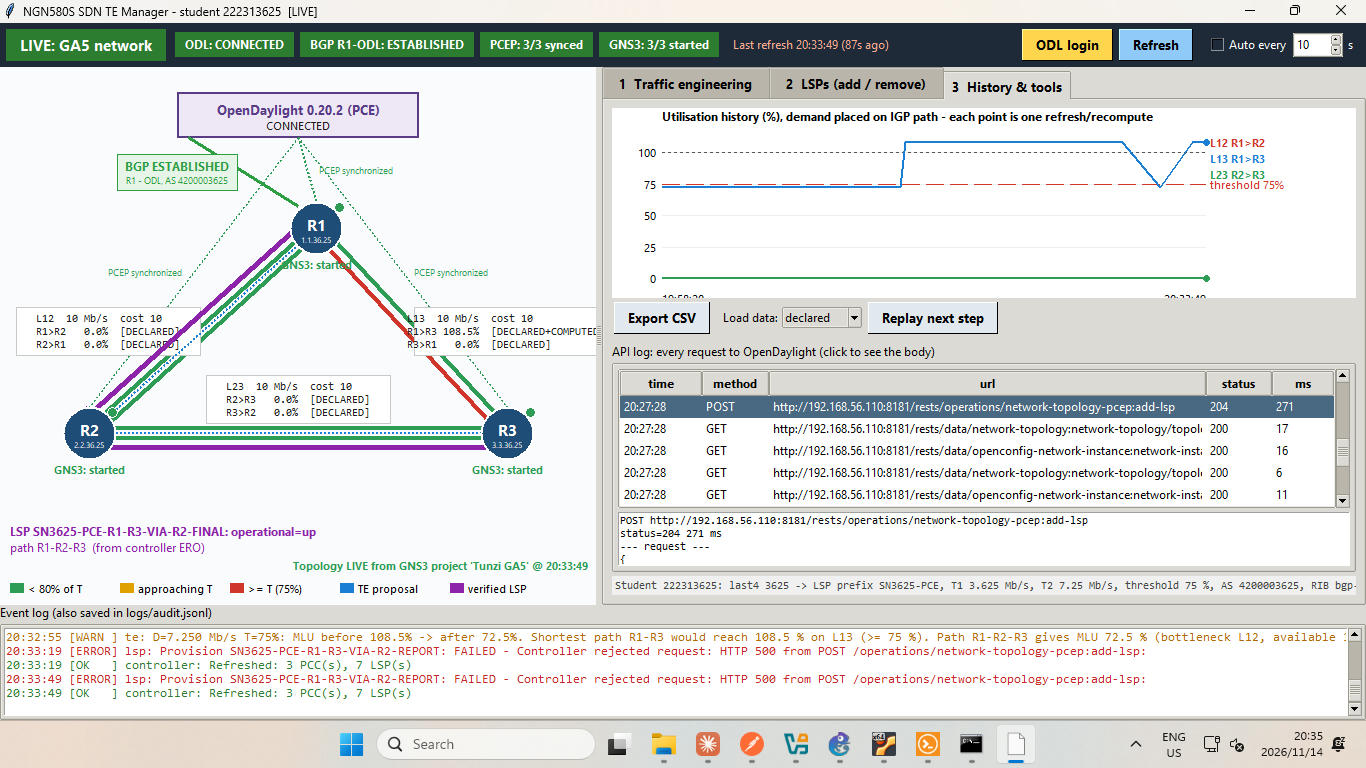 NGN580S SDN TE Manager - student 222313625 [LIVE]
LIVE: GA5 network
ODL: CONNECTED
BGP R1-ODL: ESTABLISHED
PCEP: 3/3 synced
GNS3: 3/3 started
Last refresh 20:33:49 (87s ago)
ODL login
Refresh
Auto every 10 s
OpenDaylight 0.20.2 (PCE)
CONNECTED
BGP ESTABLISHED
R1 - ODL, AS 4200003625
PCEP synchronized
R1
1.1.36.25
GNS3: started
PCEP synchronized
PCEP synchronized
L12 10 Mb/s cost 10
R1>R2 0.0% [DECLARED]
R2>R1 0.0% [DECLARED]
L13 10 Mb/s cost 10
R1>R3 108.5% [DECLARED+COMPUTED
R3>R1 0.0% [DECLARED]
L23 10 Mb/s cost 10
R2>R3 0.0% [DECLARED]
R3>R2 0.0% [DECLARED]
R2
2.2.36.25
GNS3: started
R3
3.3.36.25
GNS3: started
LSP SN3625-PCE-R1-R3-VIA-R2-FINAL: operational=up
path R1-R2-R3 (from controller ERO)
Topology LIVE from GNS3 project 'Tunzi GA5' @ 20:33:49
< 80% of T
approaching T
>= T (75%)
TE proposal
verified LSP
1 Traffic engineering
2 LSPs (add / remove)
3 History & tools
Utilisation history (%), demand placed on IGP path - each point is one refresh/recompute
100
75
50
25
0
L12 R1>R2
L13 R1>R3
L23 R2>R3
threshold 75%
20:33:49
Export CSV
Load data: declared
Replay next step
API log: every request to OpenDaylight (click to see the body)
time method url status ms
20:27:28 POST http://192.168.56.110:8181/rests/operations/network-topology-pcep:add-lsp 204 271
20:27:28 GET http://192.168.56.110:8181/rests/data/network-topology:network-topology/topol 200 17
20:27:28 GET http://192.168.56.110:8181/rests/data/openconfig-network-instance:network-insta 200 16
20:27:28 GET http://192.168.56.110:8181/rests/data/network-topology:network-topology/topol 200 6
20:27:28 GET http://192.168.56.110:8181/rests/data/openconfig-network-instance:network-insta 200 11
POST http://192.168.56.110:8181/rests/operations/network-topology-pcep:add-lsp
status=204 271 ms
--- request ---
{
Student 222313625: last4 3625 -> LSP prefix SN3625-PCE, T1 3.625 Mb/s, T2 7.25 Mb/s, threshold 75 %, AS 4200003625, RIB bgp-
Event log (also saved in logs/audit.jsonl)
20:32:55 [WARN ] te: D=7.250 Mb/s T=75%: MLU before 108.5% -> after 72.5%. Shortest path R1-R3 would reach 108.5 % on L13 (>= 75 %). Path R1-R2-R3 gives MLU 72.5 % (bottleneck L12, available
20:33:19 [ERROR] lsp: Provision SN3625-PCE-R1-R3-VIA-R2-REPORT: FAILED - Controller rejected request: HTTP 500 from POST /operations/network-topology-pcep:add-lsp:
20:33:19 [OK ] controller: Refreshed: 3 PCC(s), 7 LSP(s)
20:33:49 [ERROR] lsp: Provision SN3625-PCE-R1-R3-VIA-R2-REPORT: FAILED - Controller rejected request: HTTP 500 from POST /operations/network-topology-pcep:add-lsp:
20:33:49 [OK ] controller: Refreshed: 3 PCC(s), 7 LSP(s)
Search
ENG
US
20:35
2026/11/14